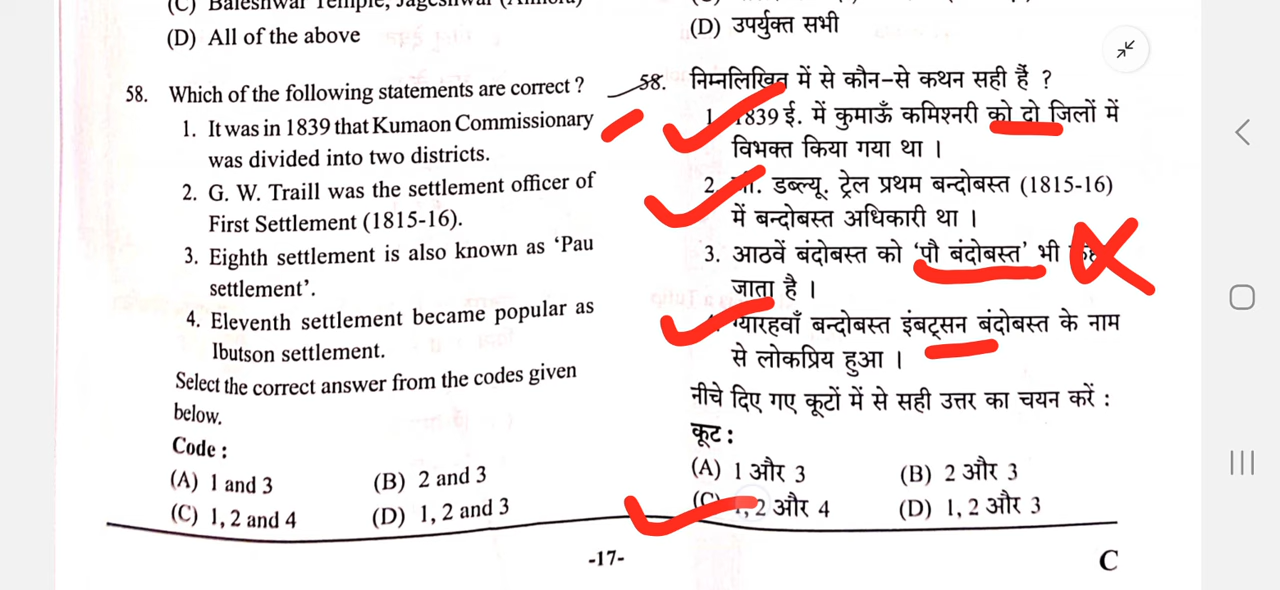 (C) Baleshwar Temple, Jageshwar
(D) All of the above
58. Which of the following statements are correct ?
1. It was in 1839 that Kumaon Commissionary
was divided into two districts.
2. G. W. Traill was the settlement officer of
First Settlement (1815-16).
3. Eighth settlement is also known as ‘Pau
settlement’.
4. Eleventh settlement became popular as
Ibutson settlement.
Select the correct answer from the codes given
below.
Code :
(A) 1 and 3 (B) 2 and 3
(C) 1, 2 and 4 (D) 1, 2 and 3
(D) उपर्युक्त सभी
58. निम्नलिखित में से कौन-से कथन सही हैं ?
1. 1839 ई. में कुमाऊँ कमिश्नरी को दो जिलों में
विभक्त किया गया था ।
2. डब्ल्यू. ट्रेल प्रथम बन्दोबस्त (1815-16)
में बन्दोबस्त अधिकारी था ।
3. आठवें बंदोबस्त को ‘पौ बंदोबस्त’ भी
जाता है ।
ग्यारहवाँ बन्दोबस्त इंबट्सन बंदोबस्त के नाम
से लोकप्रिय हुआ ।
नीचे दिए गए कूटों में से सही उत्तर का चयन करें :
कूट :
(A) 1 और 3 (B) 2 और 3
(C) 1, 2 और 4 (D) 1, 2 और 3
-17-
C